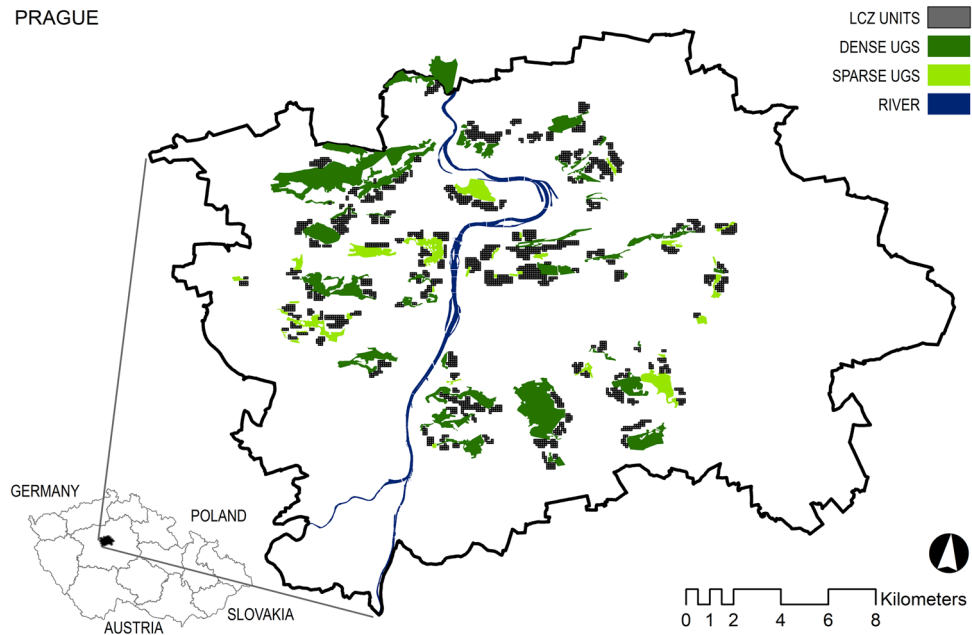 PRAGUE
LCZ UNITS
DENSE UGS
SPARSE UGS
RIVER
GERMANY
POLAND
SLOVAKIA
AUSTRIA
Kilometers
0 1 2 4 6 8